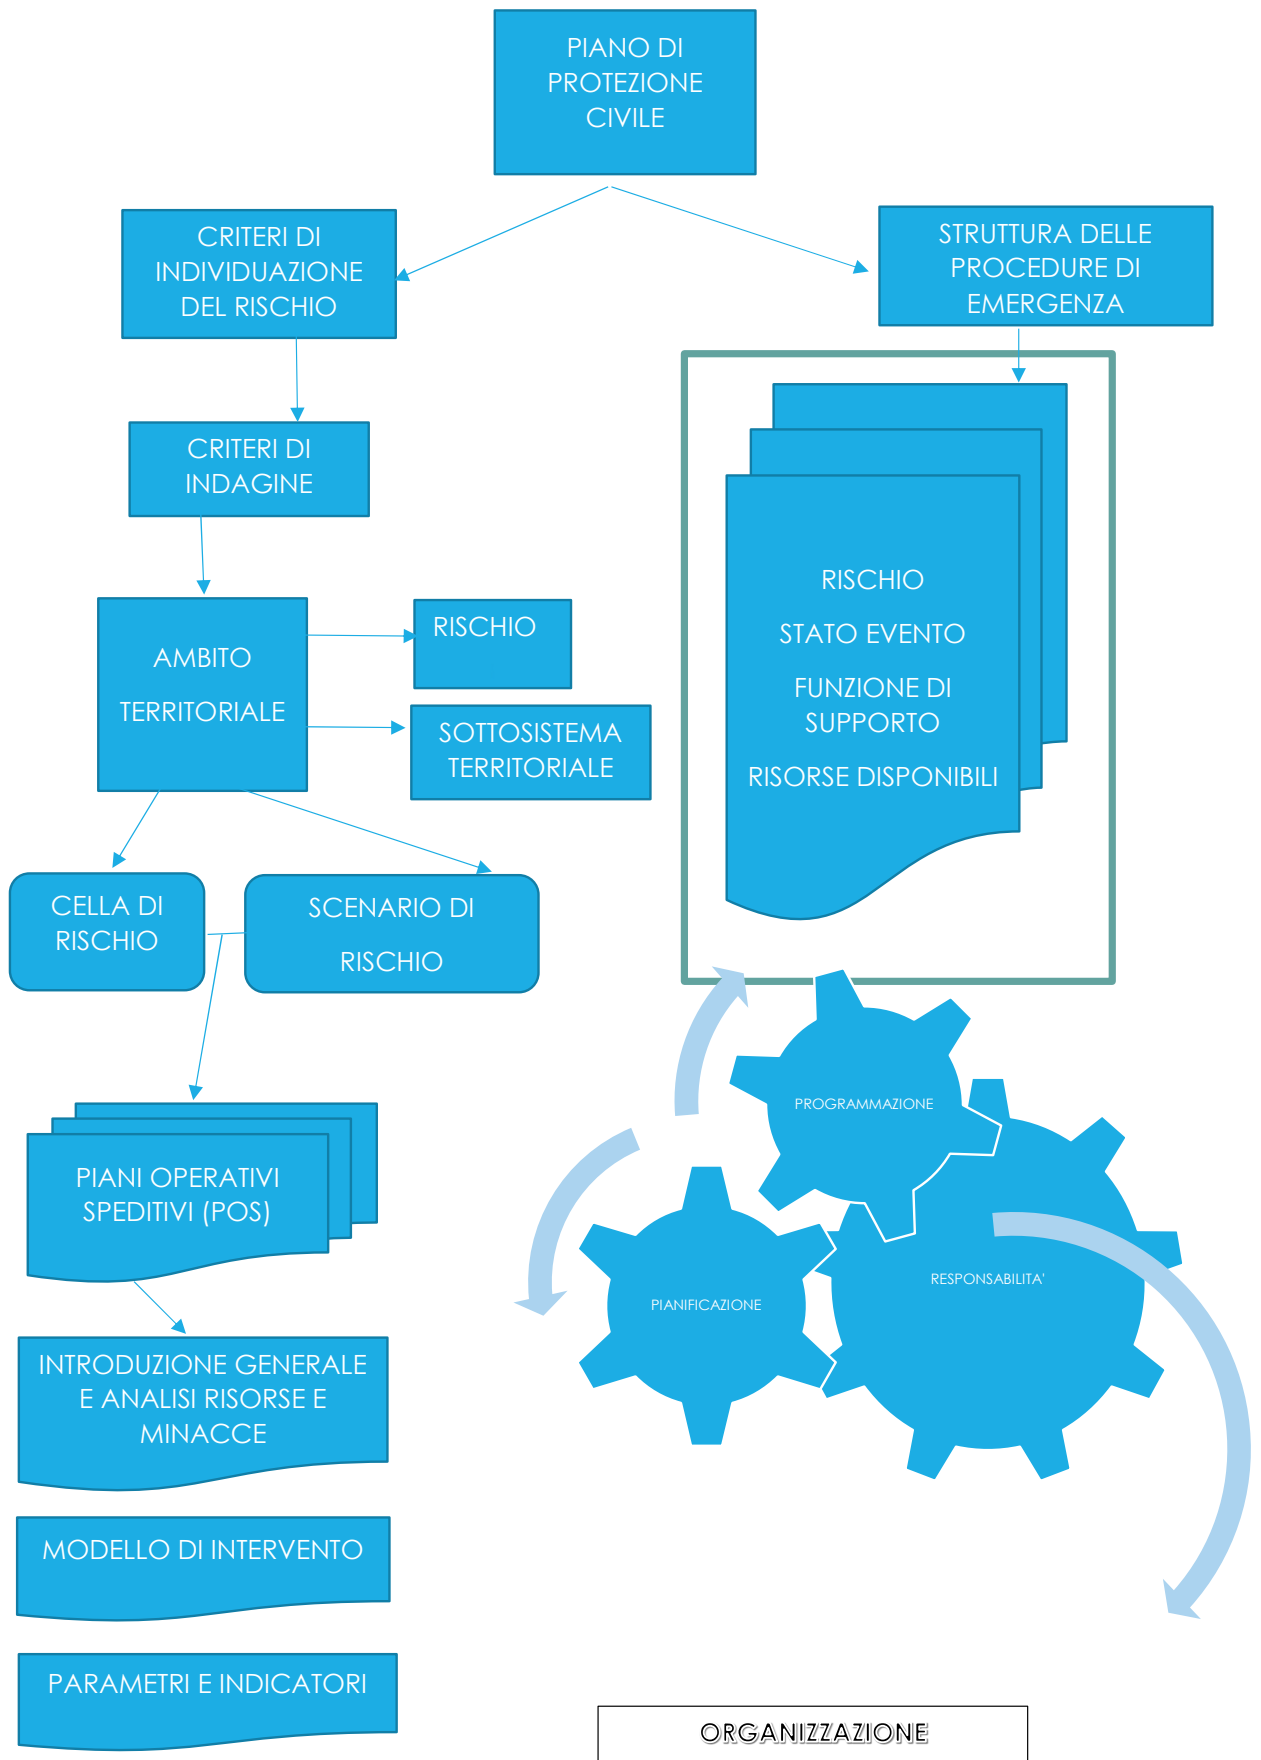 PIANO DI
PROTEZIONE
CIVILE
CRITERI DI
INDIVIDUAZIONE
DEL RISCHIO
STRUTTURA DELLE
PROCEDURE DI
EMERGENZA
CRITERI DI
INDAGINE
AMBITO
TERRITORIALE
RISCHIO
SOTTOSISTEMA
TERRITORIALE
RISCHIO
STATO EVENTO
FUNZIONE DI
SUPPORTO
RISORSE DISPONIBILI
CELLA DI
RISCHIO
SCENARIO DI
RISCHIO
PIANI OPERATIVI
SPEDITIVI (POS)
INTRODUZIONE GENERALE
E ANALISI RISORSE E
MINACCE
MODELLO DI INTERVENTO
PARAMETRI E INDICATORI
PROGRAMMAZIONE
PIANIFICAZIONE
RESPONSABILITA'
ORGANIZZAZIONE